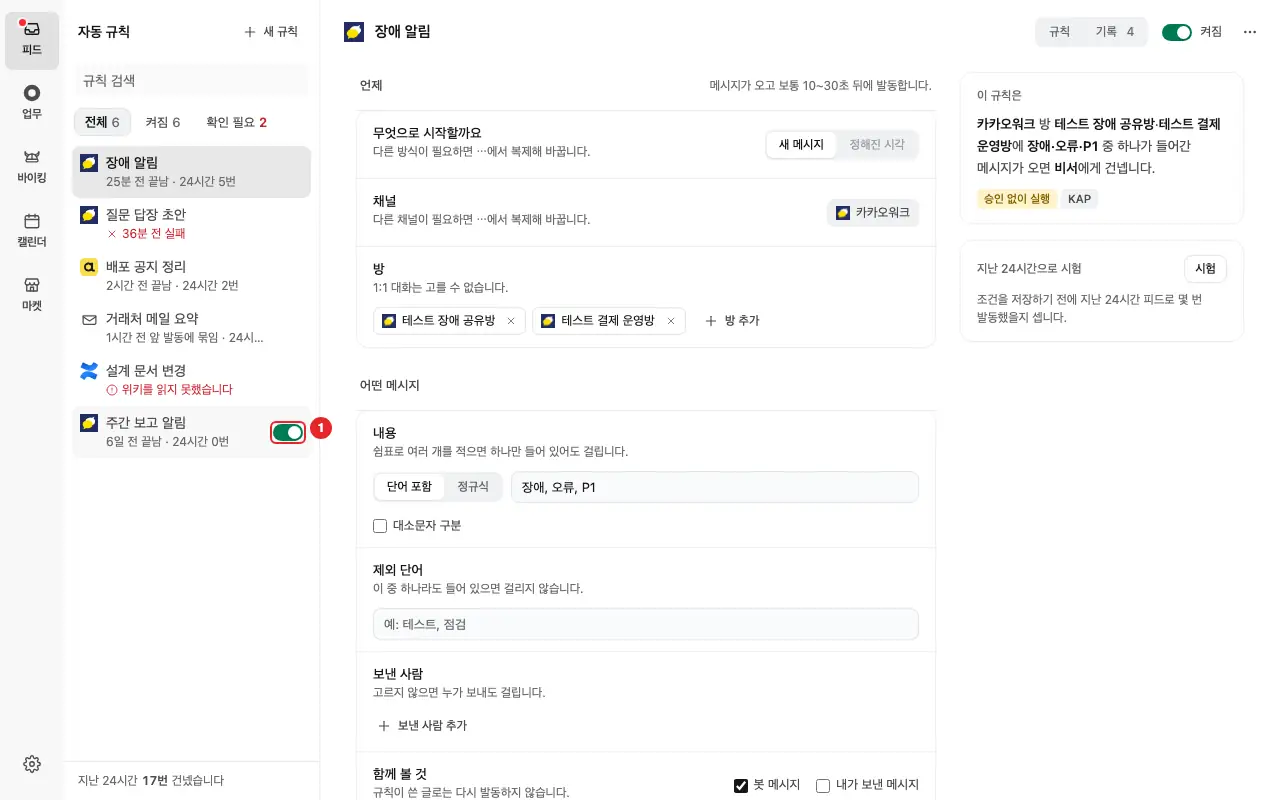 피드
업무
바이킹
캘린더
마켓
자동 규칙
+ 새 규칙
규칙 검색
전체 6
켜짐 6
확인 필요 2
장애 알림
25분 전 끝남 · 24시간 5번
질문 답장 초안
× 36분 전 실패
배포 공지 정리
2시간 전 끝남 · 24시간 2번
거래처 메일 요약
1시간 전 앞 발동에 묶임 · 24시...
설계 문서 변경
위키를 읽지 못했습니다
주간 보고 알림
6일 전 끝남 · 24시간 0번
1
지난 24시간 17번 건넸습니다
장애 알림
규칙
기록 4
켜짐
···
언제
메시지가 오고 보통 10~30초 뒤에 발동합니다.
무엇으로 시작할까요
다른 방식이 필요하면 ···에서 복제해 바꿉니다.
새 메시지
정해진 시각
채널
다른 채널이 필요하면 ···에서 복제해 바꿉니다.
카카오워크
방
1:1 대화는 고를 수 없습니다.
테스트 장애 공유방 ×
테스트 결제 운영방 ×
+ 방 추가
어떤 메시지
내용
쉼표로 여러 개를 적으면 하나만 들어 있어도 걸립니다.
단어 포함
정규식
장애, 오류, P1
대소문자 구분
제외 단어
이 중 하나라도 들어 있으면 걸리지 않습니다.
예: 테스트, 점검
보낸 사람
고르지 않으면 누가 보내도 걸립니다.
+ 보낸 사람 추가
함께 볼 것
규칙이 쓴 글로는 다시 발동하지 않습니다.
봇 메시지
내가 보낸 메시지
이 규칙은
카카오워크 방 테스트 장애 공유방·테스트 결제
운영방에 장애·오류·P1 중 하나가 들어간
메시지가 오면 비서에게 건넵니다.
승인 없이 실행
KAP
지난 24시간으로 시험
시험
조건을 저장하기 전에 지난 24시간 피드로 몇 번
발동했을지 셉니다.